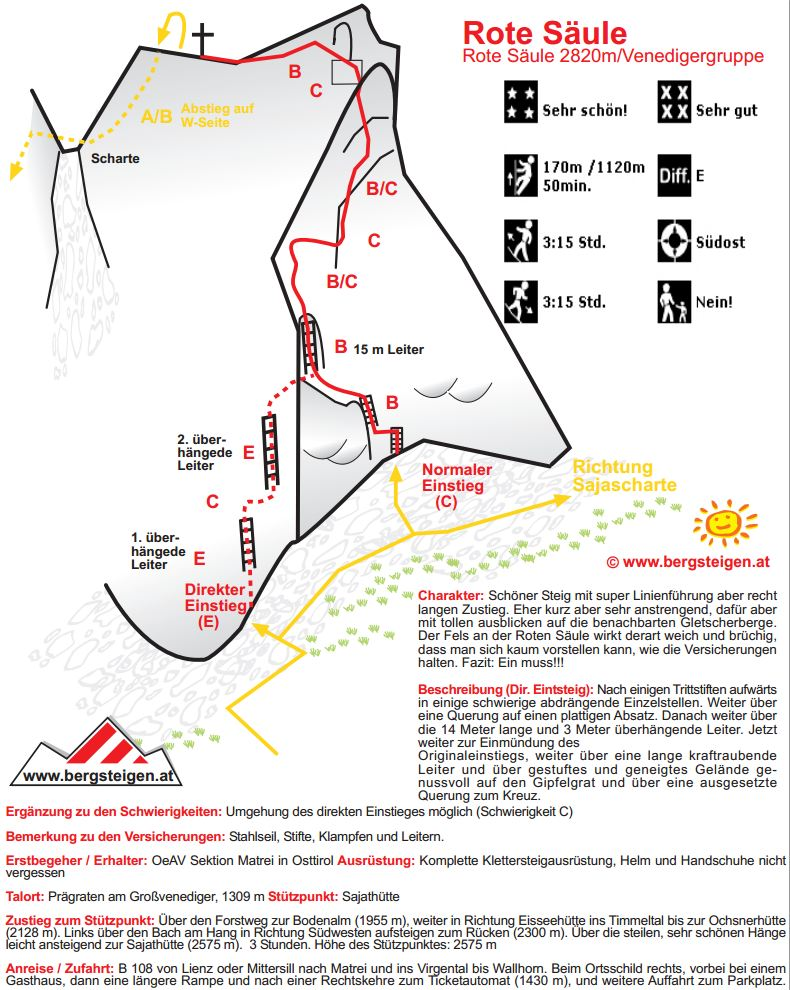 Rote Säule
Rote Säule 2820m/Venedigergruppe
Sehr schön!
Sehr gut
170m /1120m
50min.
Diff.
E
3:15 Std.
Südost
3:15 Std.
Nein!
B
C
A/B
Abstieg auf
W-Seite
Scharte
B/C
C
B/C
B
15 m Leiter
B
2. über-
hängede
Leiter
E
C
1. über-
hängede
Leiter
E
Direkter
Einstieg
(E)
Normaler
Einstieg
(C)
Richtung
Sajascharte
© www.bergsteigen.at
Charakter: Schöner Steig mit super Linienführung aber recht
langen Zustieg. Eher kurz aber sehr anstrengend, dafür aber
mit tollen ausblicken auf die benachbarten Gletscherberge.
Der Fels an der Roten Säule wirkt derart weich und brüchig,
dass man sich kaum vorstellen kann, wie die Versicherungen
halten. Fazit: Ein muss!!!
Beschreibung (Dir. Eintsteig): Nach einigen Trittstiften aufwärts
in einige schwierige abdrängende Einzelstellen. Weiter über
eine Querung auf einen plattigen Absatz. Danach weiter über
die 14 Meter lange und 3 Meter überhängende Leiter. Jetzt
weiter zur Einmündung des
Originaleinstiegs, weiter über eine lange kraftraubende
Leiter und über gestuftes und geneigtes Gelände ge-
nussvoll auf den Gipfelgrat und über eine ausgesetzte
Querung zum Kreuz.
www.bergsteigen.at
Ergänzung zu den Schwierigkeiten: Umgehung des direkten Einstieges möglich (Schwierigkeit C)
Bemerkung zu den Versicherungen: Stahlseil, Stifte, Klampfen und Leitern.
Erstbegeher / Erhalter: OeAV Sektion Matrei in Osttirol Ausrüstung: Komplette Klettersteigausrüstung, Helm und Handschuhe nicht
vergessen
Talort: Prägraten am Großvenediger, 1309 m Stützpunkt: Sajathütte
Zustieg zum Stützpunkt: Über den Forstweg zur Bodenalm (1955 m), weiter in Richtung Eisseehütte ins Timmeltal bis zur Ochsnerhütte
(2128 m). Links über den Bach am Hang in Richtung Südwesten aufsteigen zum Rücken (2300 m). Über die steilen, sehr schönen Hänge
leicht ansteigend zur Sajathütte (2575 m). 3 Stunden. Höhe des Stützpunktes: 2575 m
Anreise / Zufahrt: B 108 von Lienz oder Mittersill nach Matrei und ins Virgental bis Wallhorn. Beim Ortsschild rechts, vorbei bei einem
Gasthaus, dann eine längere Rampe und nach einer Rechtskehre zum Ticketautomat (1430 m), und weitere Auffahrt zum Parkplatz.